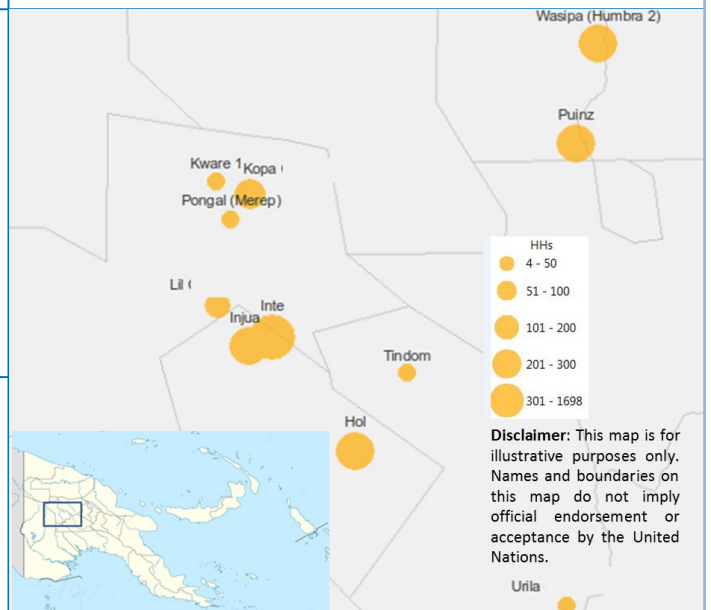 Wasipa (Humbra 2)
Puinz
Kware 1
Kopa
Pongal (Merep)
Lil
Inte
Injua
Tindom
Hol
HHs
4 - 50
51 - 100
101 - 200
201 - 300
301 - 1698
Disclaimer: This map is for
illustrative purposes only.
Names and boundaries on
this map do not imply
official endorsement or
acceptance by the United
Nations.
Urila